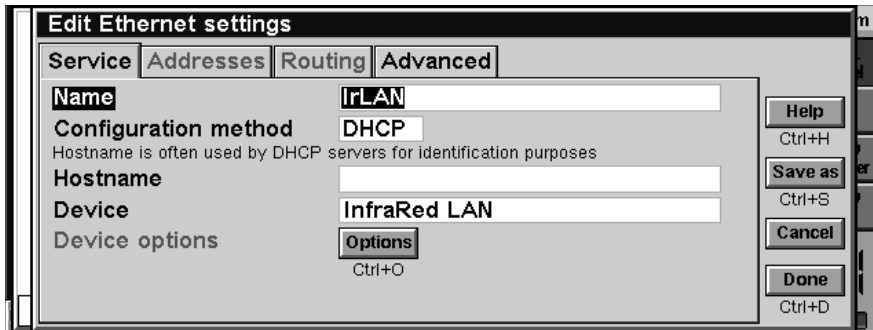 Edit Ethernet settings
Service Addresses Routing Advanced
Name IrLAN
Configuration method DHCP
Hostname is often used by DHCP servers for identification purposes
Hostname
Device InfraRed LAN
Device options Options
Ctrl+O
Help
Ctrl+H
Save as
Ctrl+S
Cancel
Done
Ctrl+D